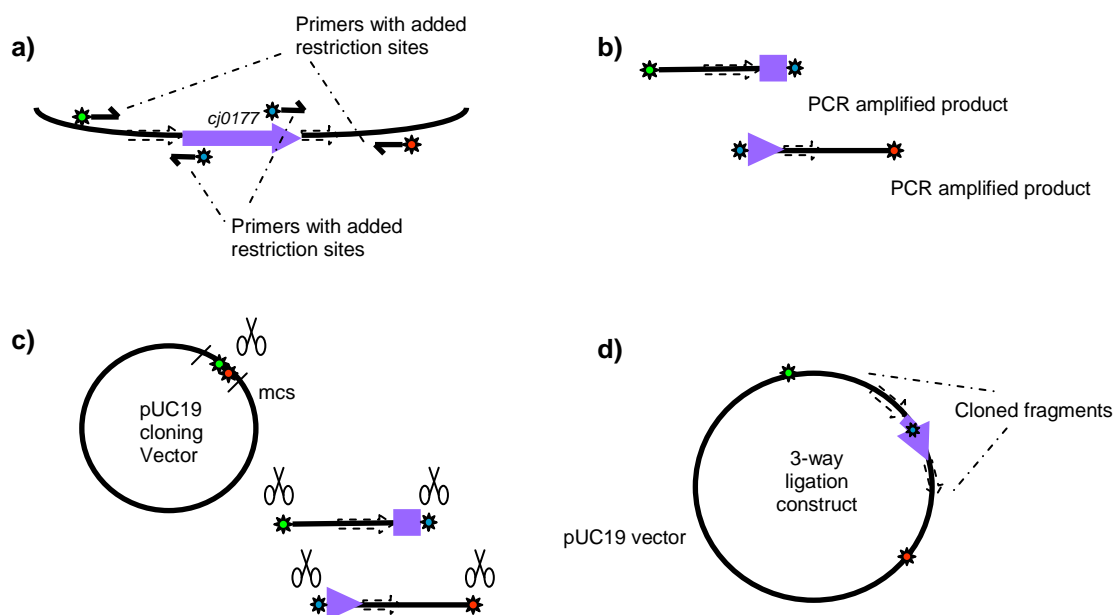 a)
Primers with added
restriction sites
cj0177
Primers with added
restriction sites
b)
PCR amplified product
PCR amplified product
c)
mcs
pUC19
cloning
Vector
d)
Cloned fragments
3-way
ligation
construct
pUC19 vector